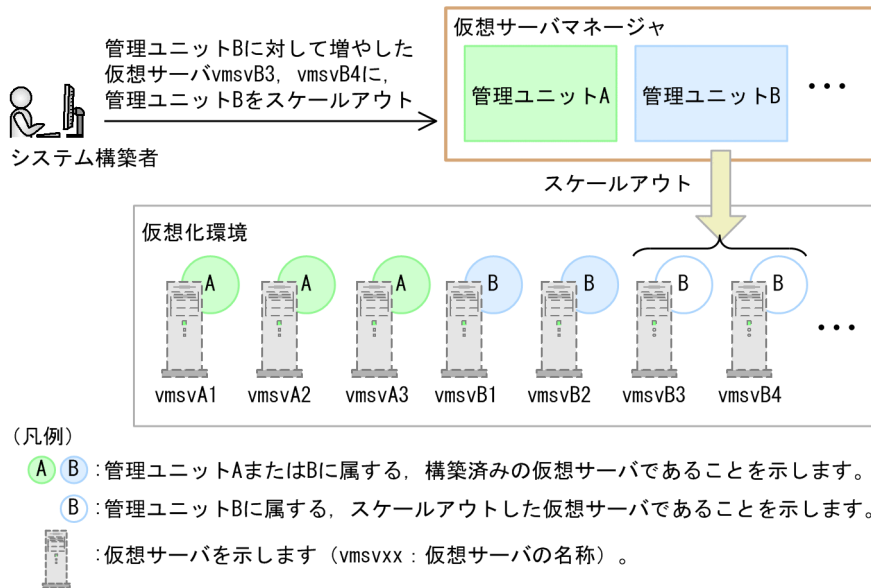 仮想サーバマネージャ
管理ユニットBに対して増やした
仮想サーバvmsvB3，vmsvB4に，
管理ユニットBをスケールアウト
管理ユニットA
管理ユニットB
・・・
システム構築者
スケールアウト
仮想化環境
A A A B B B B
・・・
vmsvA1 vmsvA2 vmsvA3 vmsvB1 vmsvB2 vmsvB3 vmsvB4
（凡例）
A B ：管理ユニットAまたはBに属する，構築済みの仮想サーバであることを示します。
B ：管理ユニットBに属する，スケールアウトした仮想サーバであることを示します。
：仮想サーバを示します（vmsvxx：仮想サーバの名称）。